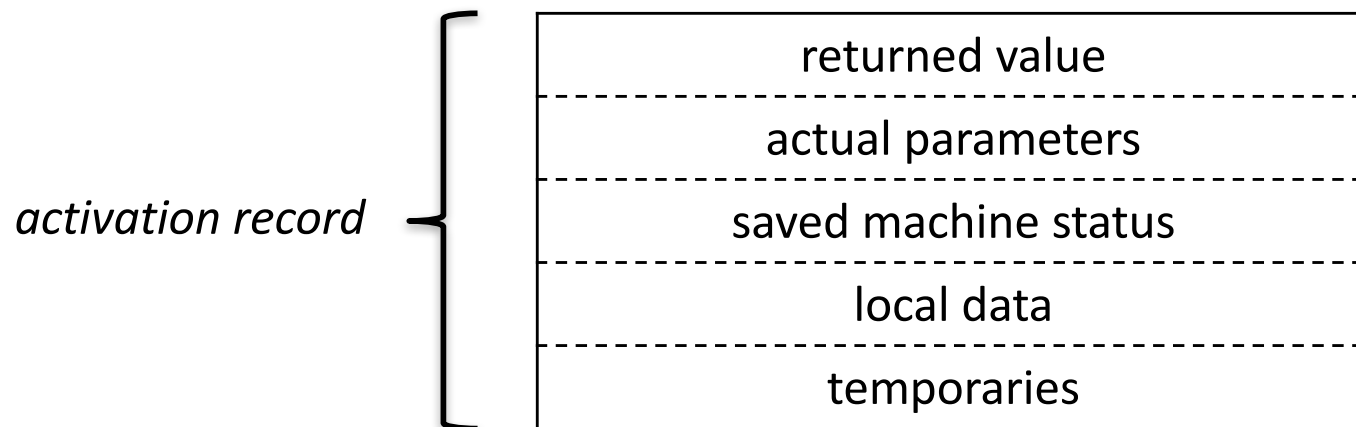 returned value
actual parameters
activation record
saved machine status
local data
temporaries